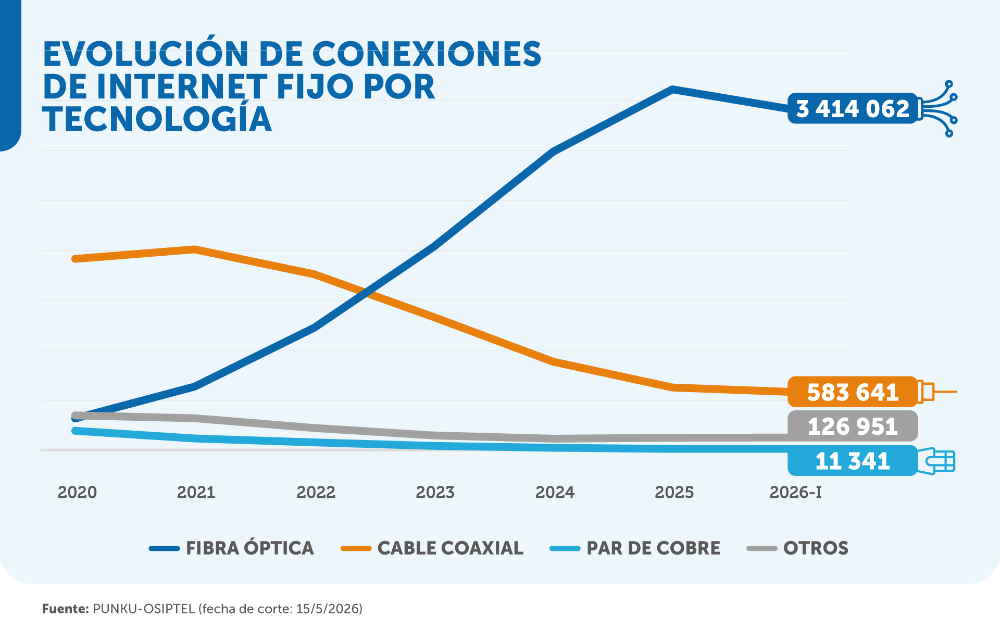 EVOLUCIÓN DE CONEXIONES
DE INTERNET FIJO POR
TECNOLOGÍA
3 414 062
583 641
126 951
11 341
2020 2021 2022 2023 2024 2025 2026-I
FIBRA ÓPTICA CABLE COAXIAL PAR DE COBRE OTROS
Fuente: PUNKU-OSIPTEL (fecha de corte: 15/5/2026)